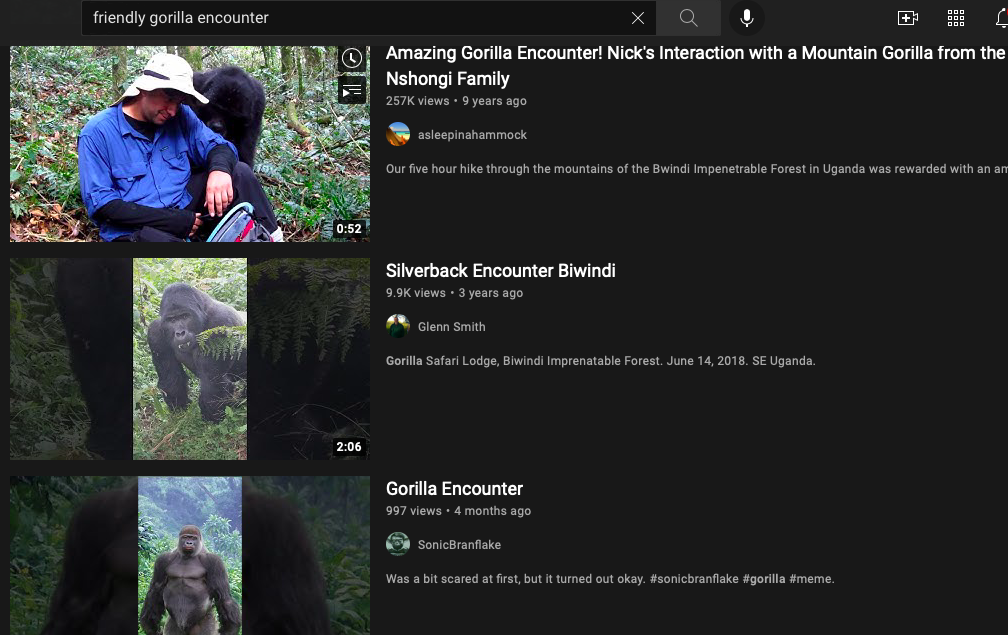 friendly gorilla encounter
Amazing Gorilla Encounter! Nick's Interaction with a Mountain Gorilla from the
Nshongi Family
257K views • 9 years ago
asleepinahammock
Our five hour hike through the mountains of the Bwindi Impenetrable Forest in Uganda was rewarded with an am
0:52
Silverback Encounter Biwindi
9.9K views • 3 years ago
Glenn Smith
Gorilla Safari Lodge, Biwindi Imprenatable Forest. June 14, 2018. SE Uganda.
2:06
Gorilla Encounter
997 views • 4 months ago
SonicBranflake
Was a bit scared at first, but it turned out okay. #sonicbranflake #gorilla #meme.